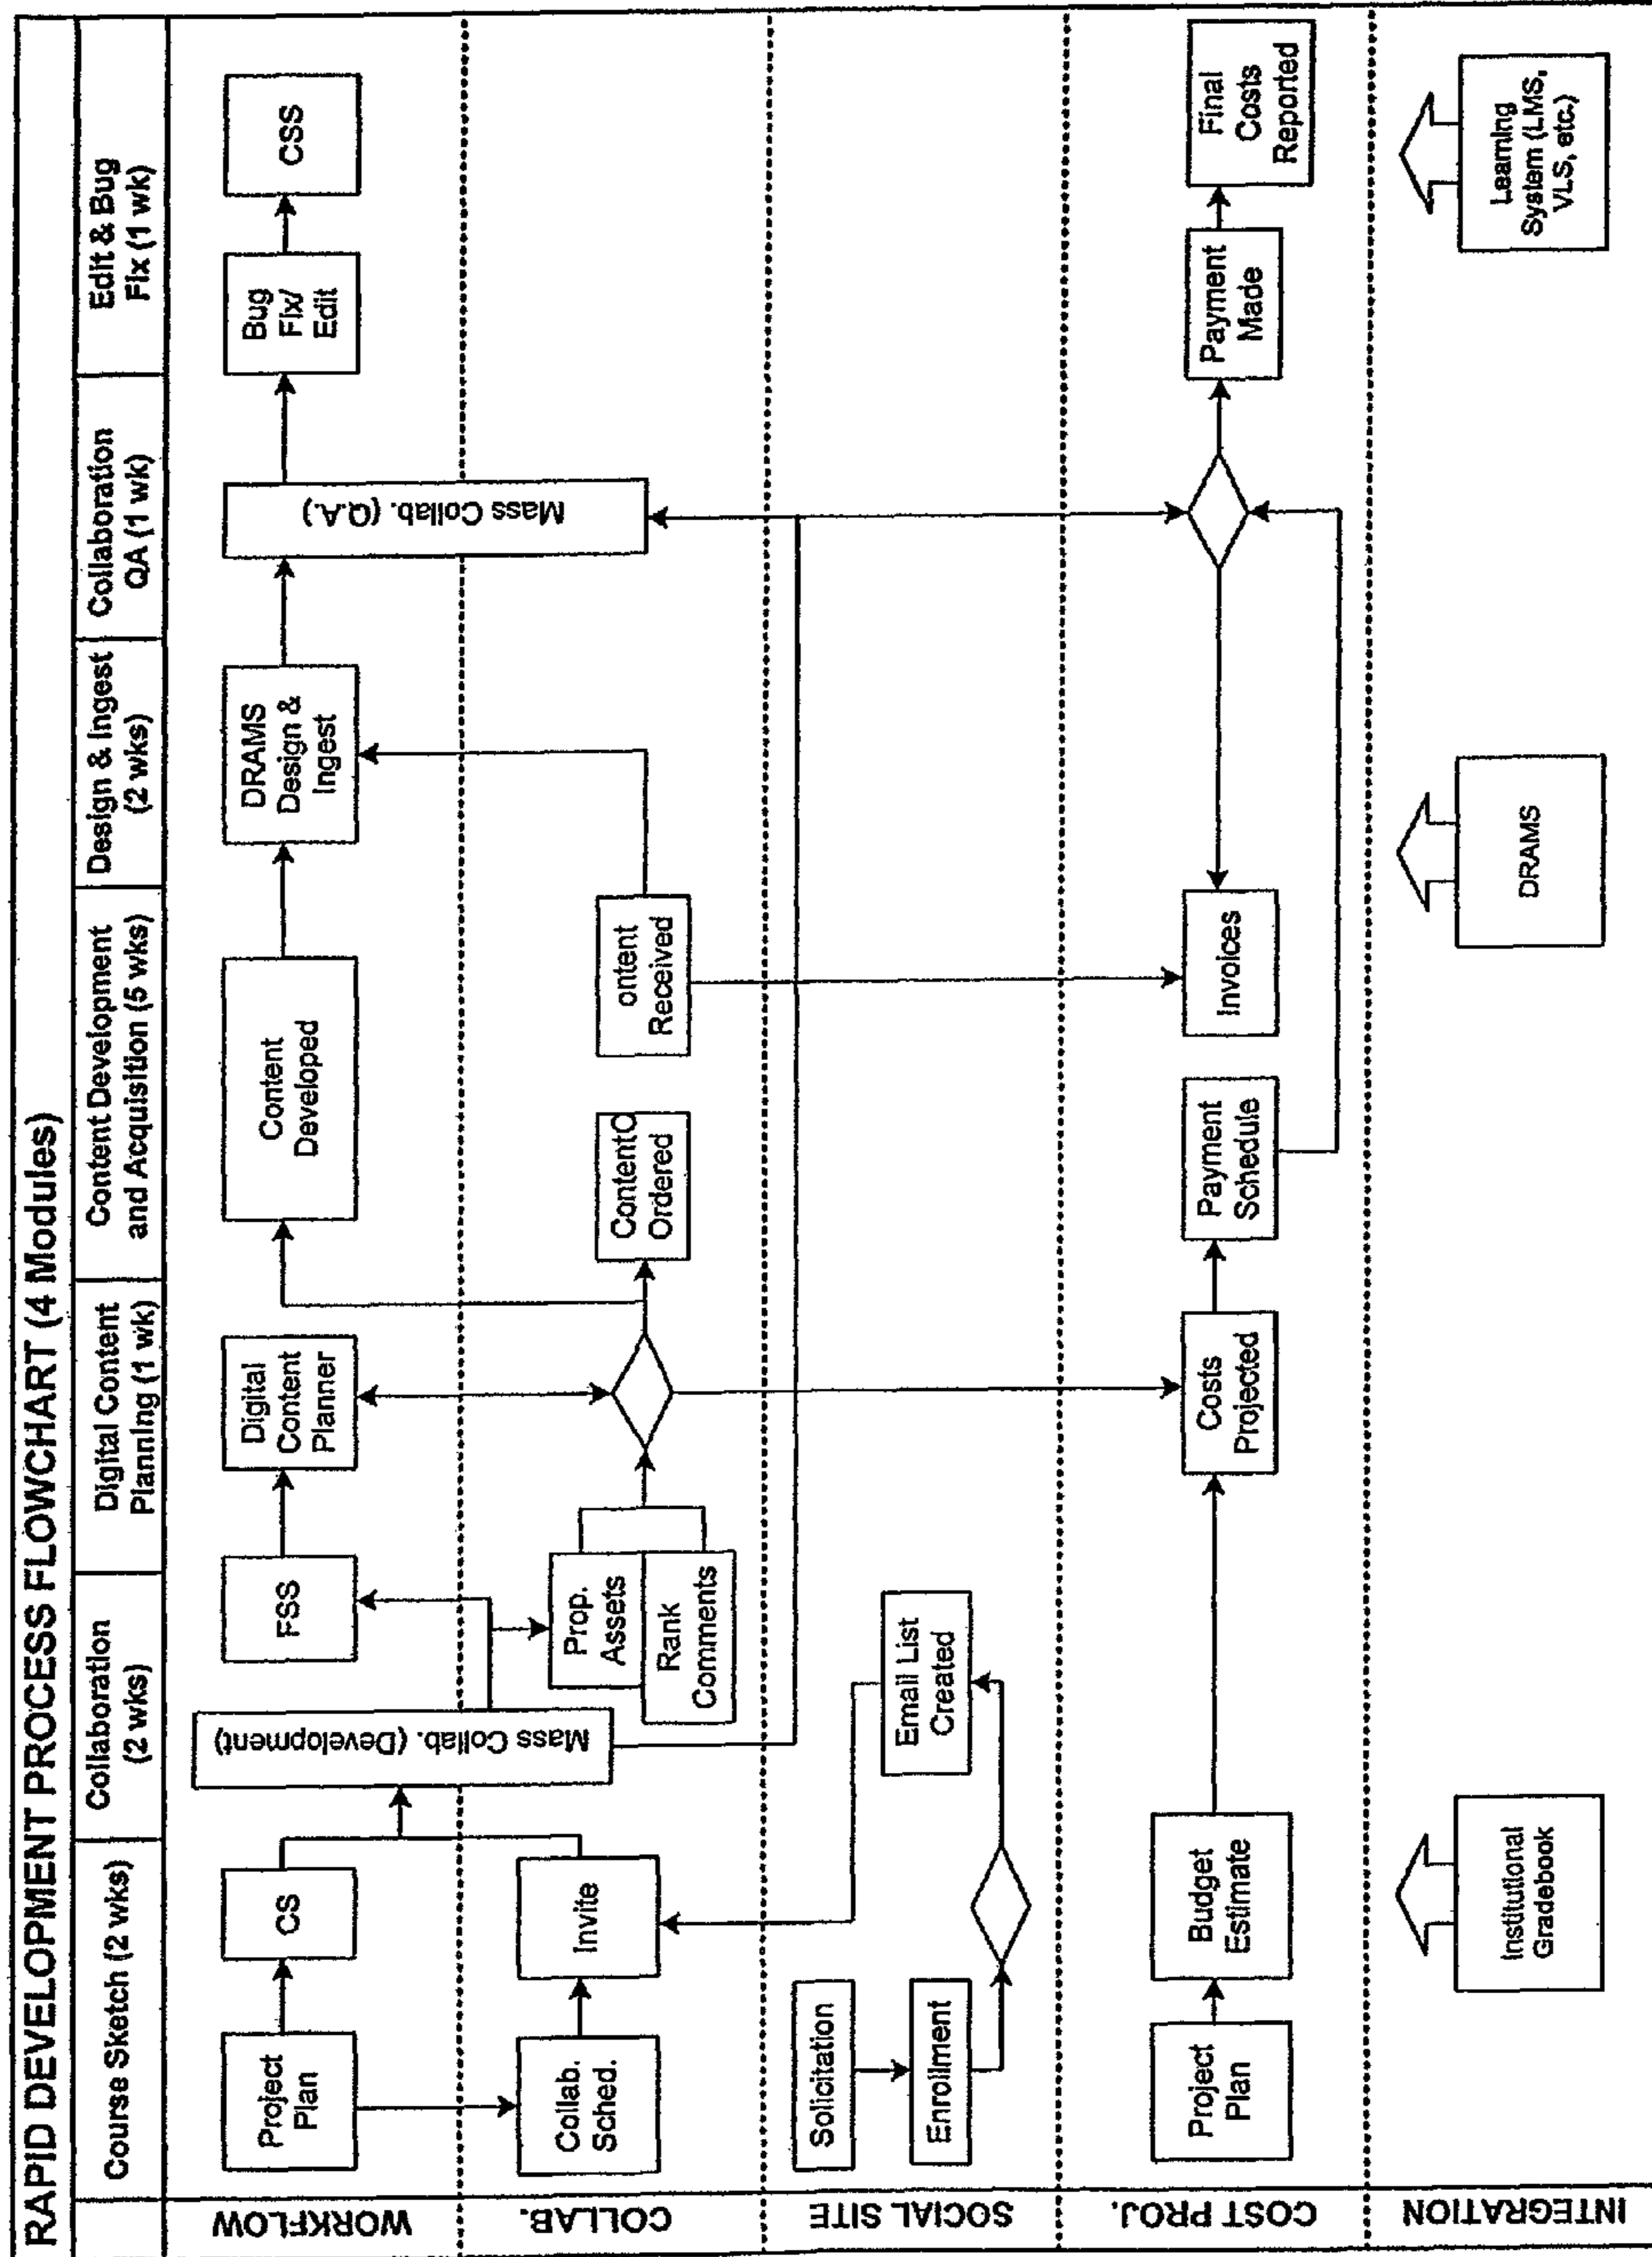 RAPID DEVELOPMENT PROCESS FLOWCHART (4 Modules)
Course Sketch (2 wks)
Collaboration
(2 wks)
Digital Content
Planning (1 wk)
Content Development
and Acquisition (5 wks)
Design & Ingest
(2 wks)
Collaboration
QA (1 wk)
Edit & Bug
Fix (1 wk)
WORKFLOW
Project
Plan
CS
Mass Collab. (Development)
FSS
Digital
Content
Planner
Content
Developed
DRAMS
Design &
Ingest
Mass Collab. (Q.A.)
Bug
Fix/
Edit
CSS
COLLAB.
Collab.
Sched.
Invite
Prop.
Assets
Rank
Comments
ContentO
Ordered
ontent
Received
SOCIAL SITE
Solicitation
Enrollment
Email List
Created
COST PROJ.
Project
Plan
Budget
Estimate
Costs
Projected
Payment
Schedule
Invoices
Payment
Made
Final
Costs
Reported
INTEGRATION
Institutional
Gradebook
DRAMS
Learning
System (LMS,
VLS, etc.)